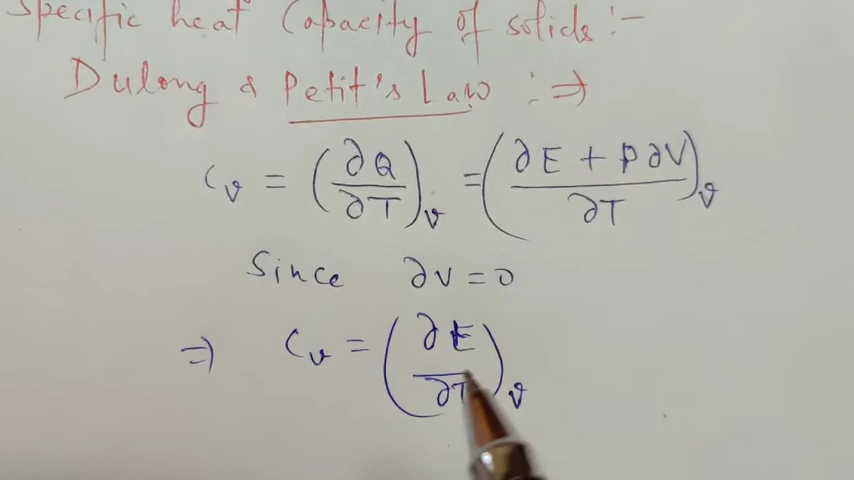 specific heat Capacity of solids :-
Dulong & Petit's Law :⇒
Cᵥ = (∂Q/∂T)ᵥ = ((∂E + P∂V)/∂T)ᵥ
Since ∂V = 0
⇒ Cᵥ = (∂E/∂T)ᵥ